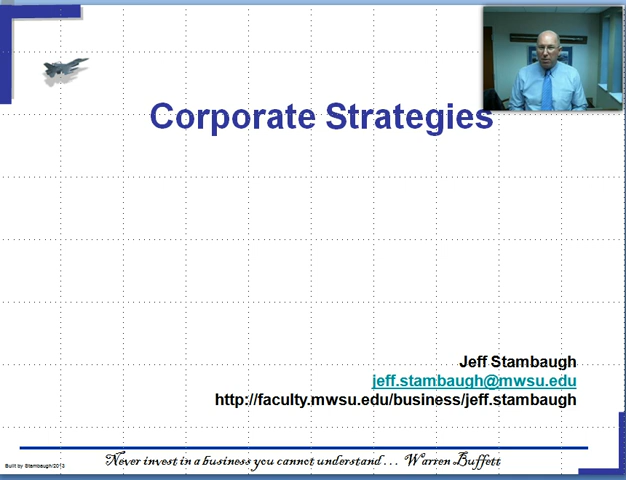 Corporate Strategies
Jeff Stambaugh
jeff.stambaugh@mwsu.edu
http://faculty.mwsu.edu/business/jeff.stambaugh
Never invest in a business you cannot understand . . . Warren Buffett
Built by Stambaugh/2013